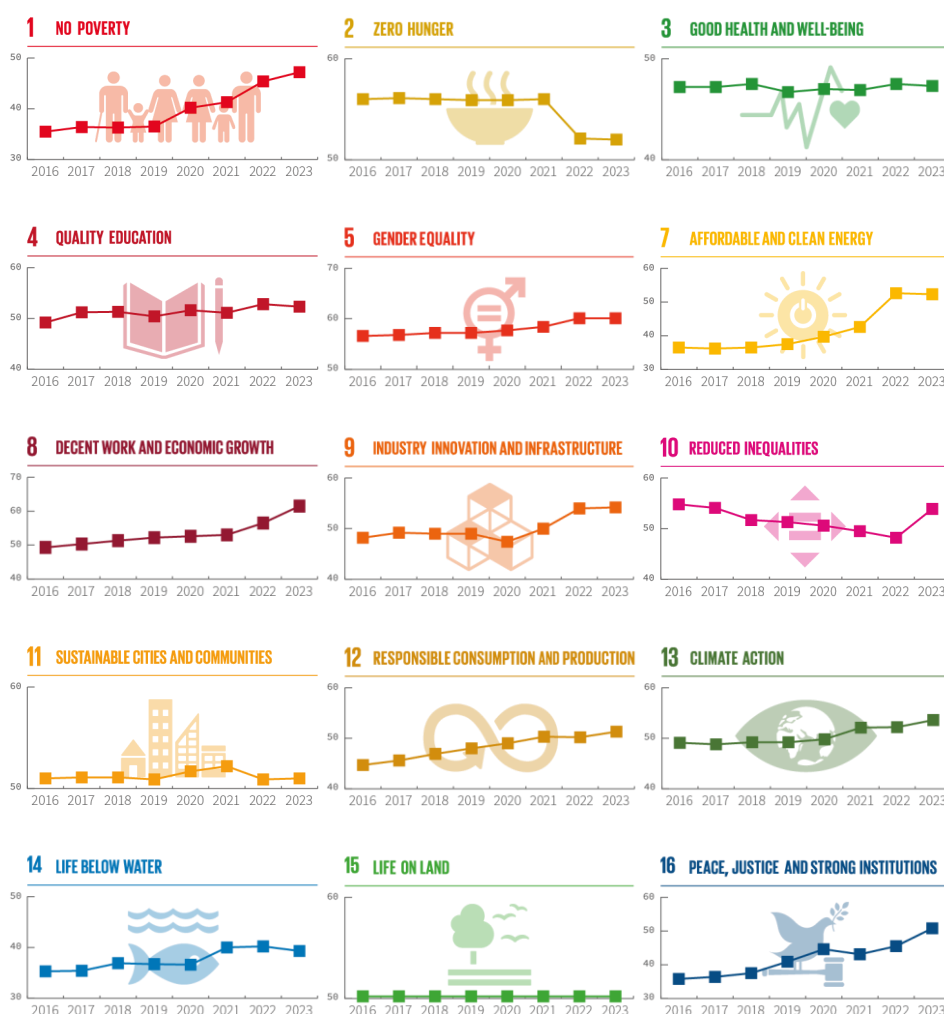 1 NO POVERTY
50
40
30
2016 2017 2018 2019 2020 2021 2022 2023
2 ZERO HUNGER
60
50
2016 2017 2018 2019 2020 2021 2022 2023
3 GOOD HEALTH AND WELL-BEING
50
40
2016 2017 2018 2019 2020 2021 2022 2023
4 QUALITY EDUCATION
60
50
40
2016 2017 2018 2019 2020 2021 2022 2023
5 GENDER EQUALITY
70
60
50
2016 2017 2018 2019 2020 2021 2022 2023
7 AFFORDABLE AND CLEAN ENERGY
60
50
40
30
2016 2017 2018 2019 2020 2021 2022 2023
8 DECENT WORK AND ECONOMIC GROWTH
70
60
50
40
2016 2017 2018 2019 2020 2021 2022 2023
9 INDUSTRY INNOVATION AND INFRASTRUCTURE
60
50
40
2016 2017 2018 2019 2020 2021 2022 2023
10 REDUCED INEQUALITIES
60
50
40
2016 2017 2018 2019 2020 2021 2022 2023
11 SUSTAINABLE CITIES AND COMMUNITIES
60
50
2016 2017 2018 2019 2020 2021 2022 2023
12 RESPONSIBLE CONSUMPTION AND PRODUCTION
60
50
40
2016 2017 2018 2019 2020 2021 2022 2023
13 CLIMATE ACTION
60
50
40
2016 2017 2018 2019 2020 2021 2022 2023
14 LIFE BELOW WATER
50
40
30
2016 2017 2018 2019 2020 2021 2022 2023
15 LIFE ON LAND
60
50
2016 2017 2018 2019 2020 2021 2022 2023
16 PEACE, JUSTICE AND STRONG INSTITUTIONS
60
50
40
30
2016 2017 2018 2019 2020 2021 2022 2023